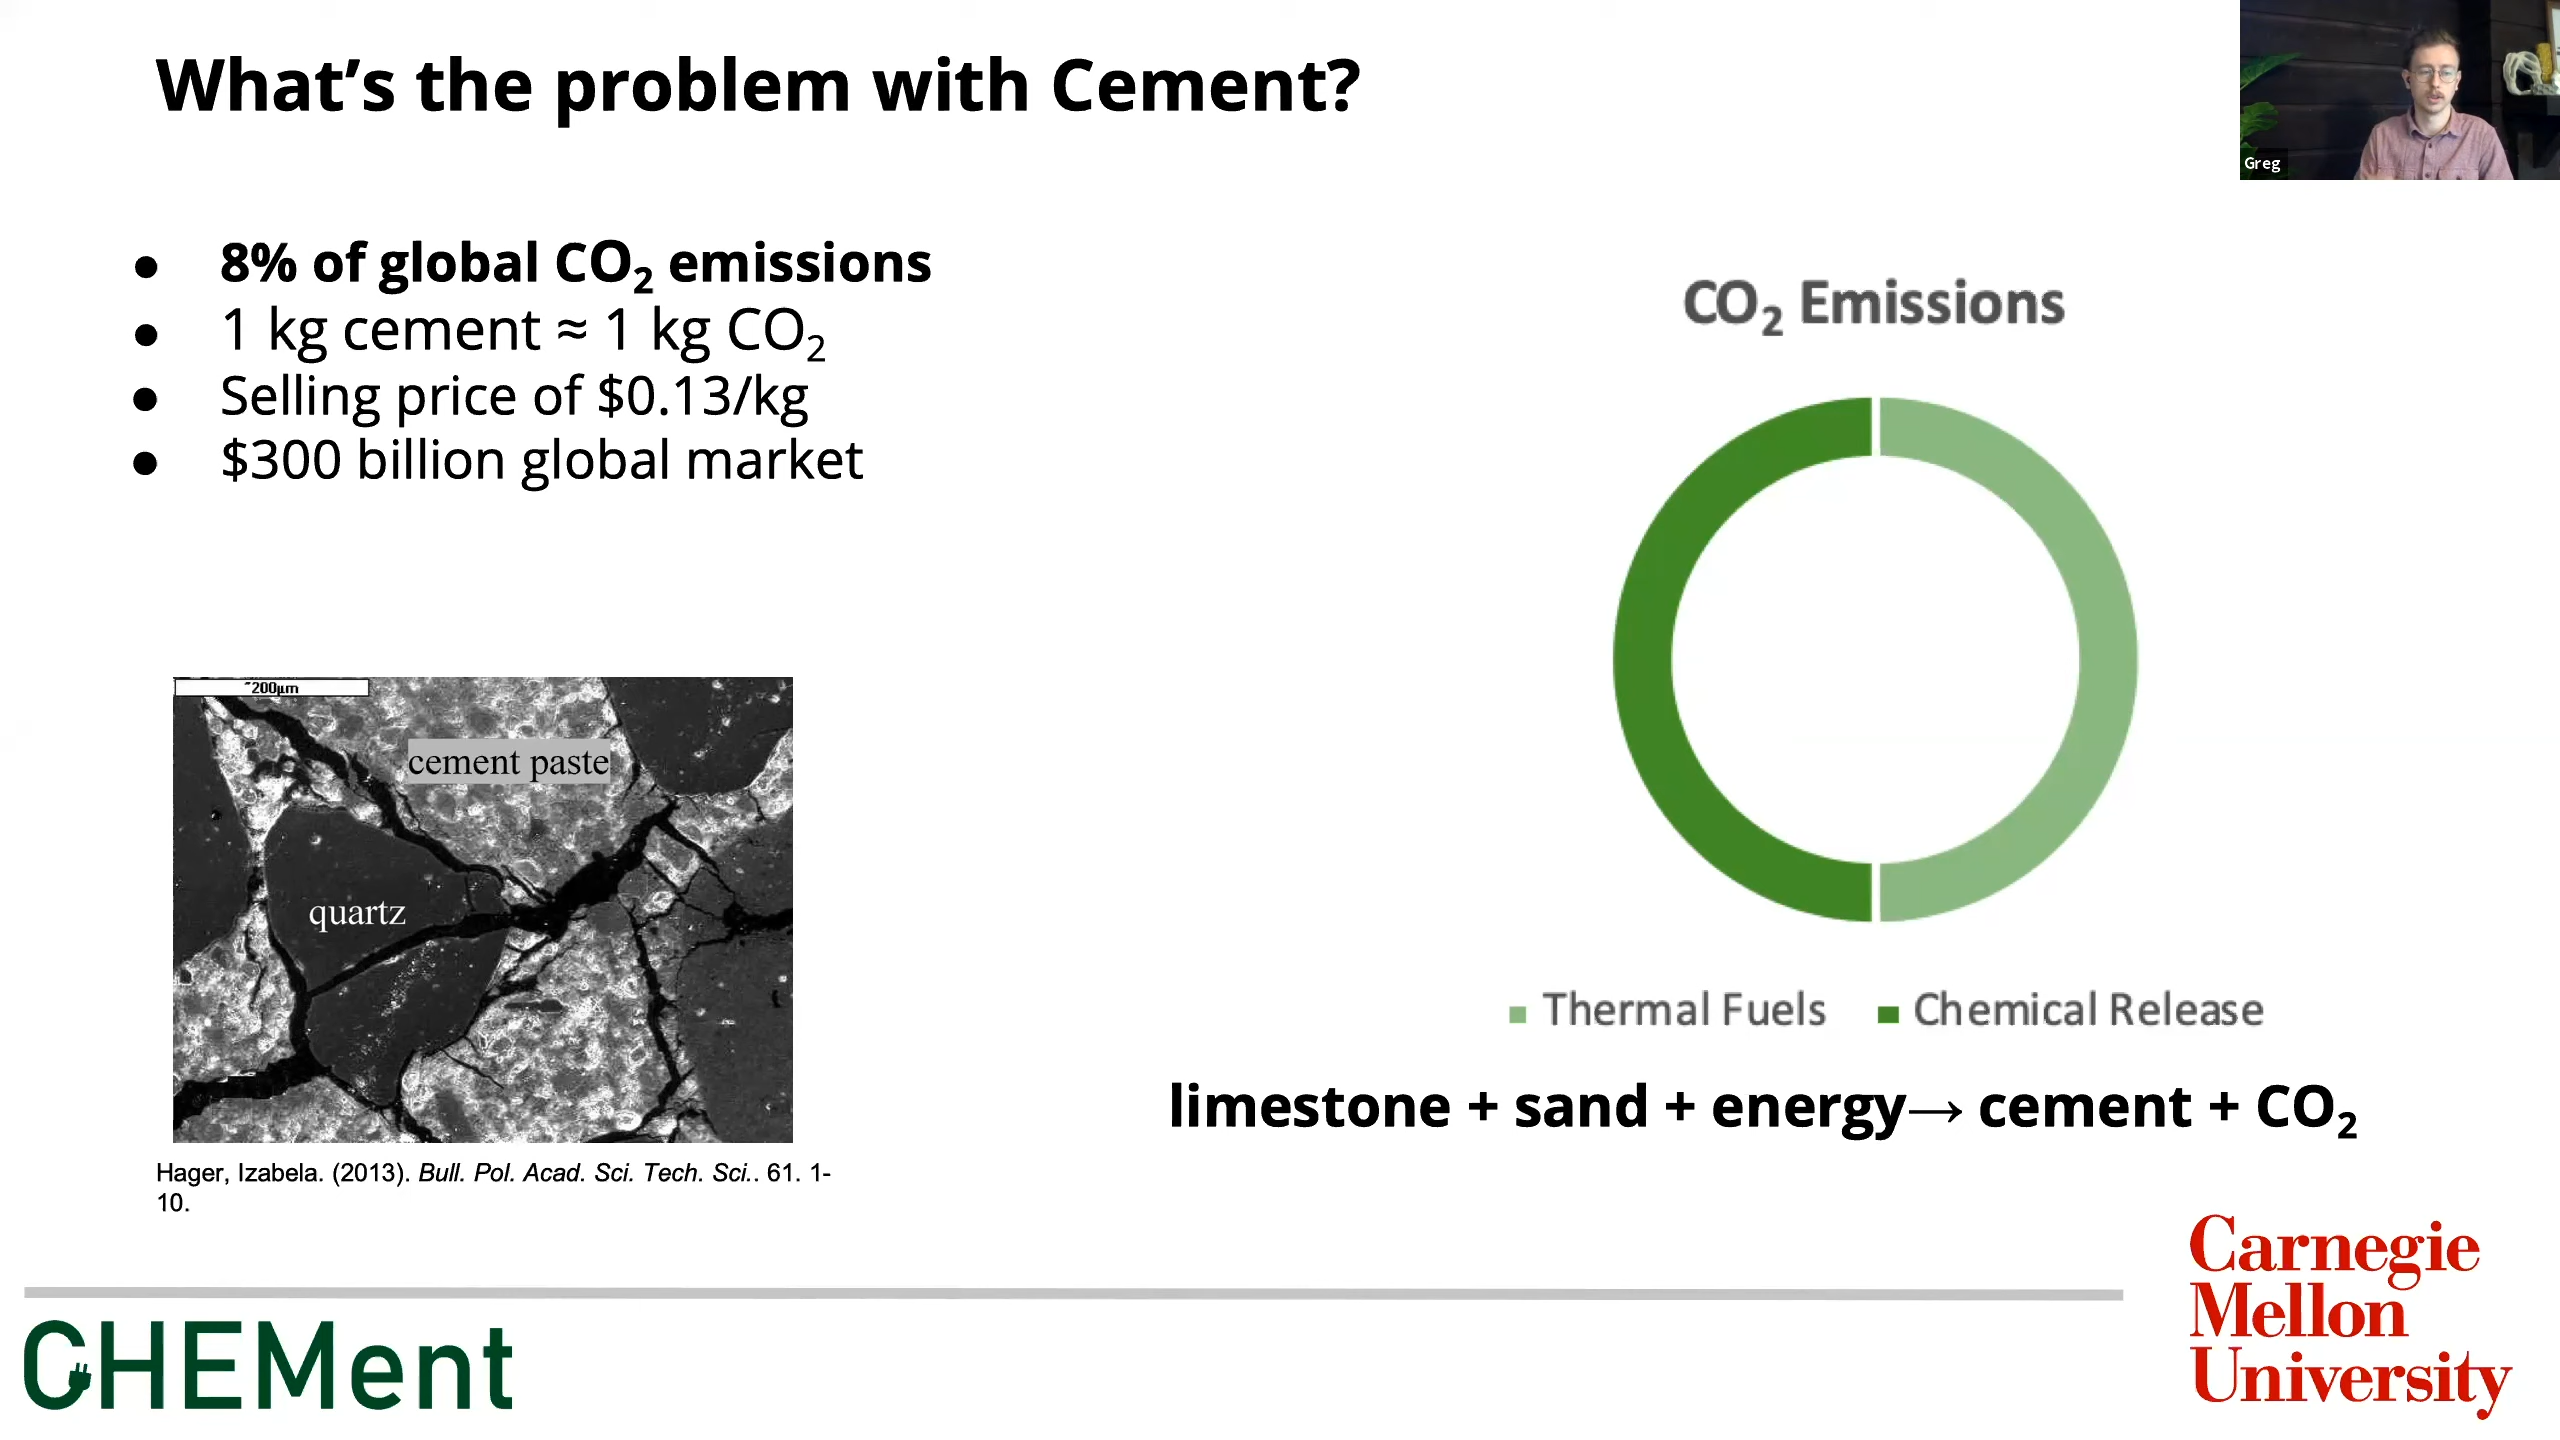 What’s the problem with Cement?
Greg
● 8% of global CO₂ emissions
● 1 kg cement ≈ 1 kg CO₂
● Selling price of $0.13/kg
● $300 billion global market
CO₂ Emissions
Thermal Fuels Chemical Release
limestone + sand + energy→ cement + CO₂
200µm
cement paste
quartz
Hager, Izabela. (2013). Bull. Pol. Acad. Sci. Tech. Sci.. 61. 1-
10.
CHEMent
Carnegie
Mellon
University